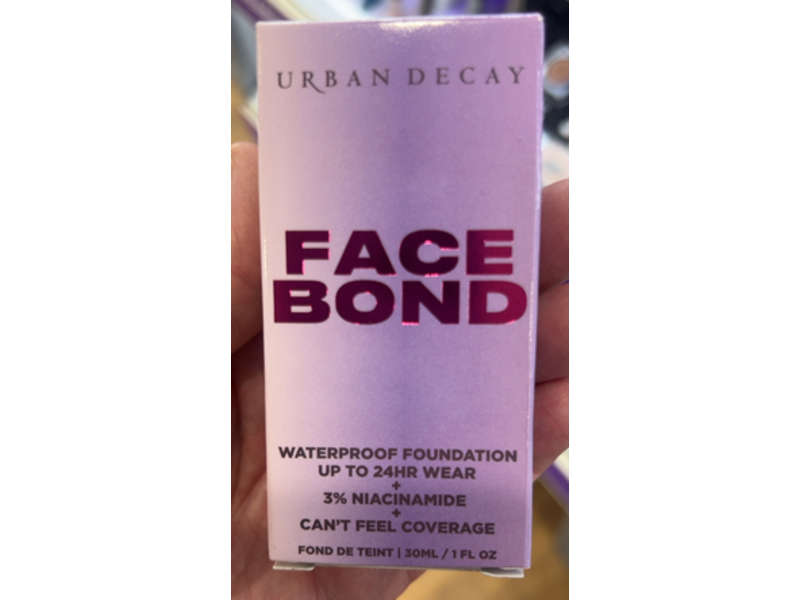 URBAN DECAY
FACE
BOND
WATERPROOF FOUNDATION
UP TO 24HR WEAR
+
3% NIACINAMIDE
+
CAN'T FEEL COVERAGE
FOND DE TEINT | 30ML / 1 FL OZ